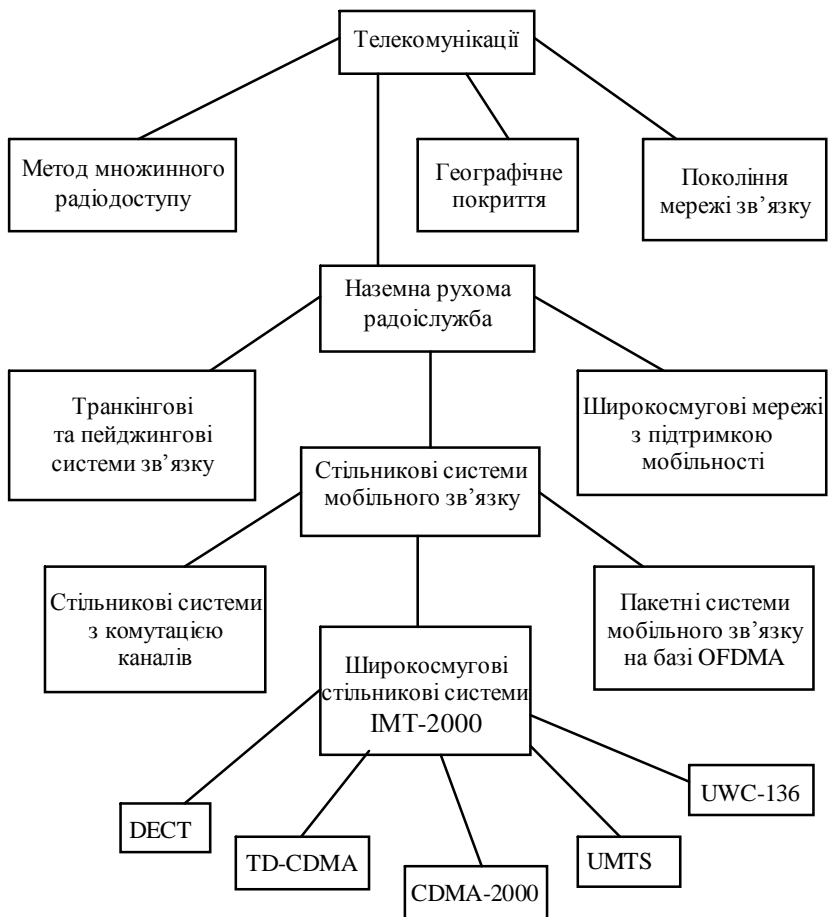 Телекомунікації
Метод множинного
радіодоступу
Географічне
покриття
Покоління
мережі зв’язку
Наземна рухома
радоіслужба
Транкінгові
та пейджингові
системи зв’язку
Стільникові системи
мобільного зв’язку
Широкосмугові мережі
з підтримкою
мобільності
Стільникові системи
з комутацією
каналів
Широкосмугові
стільникові системи
IMT-2000
Пакетні системи
мобільного зв’язку
на базі OFDMA
DECT
TD-CDMA
CDMA-2000
UMTS
UWC-136